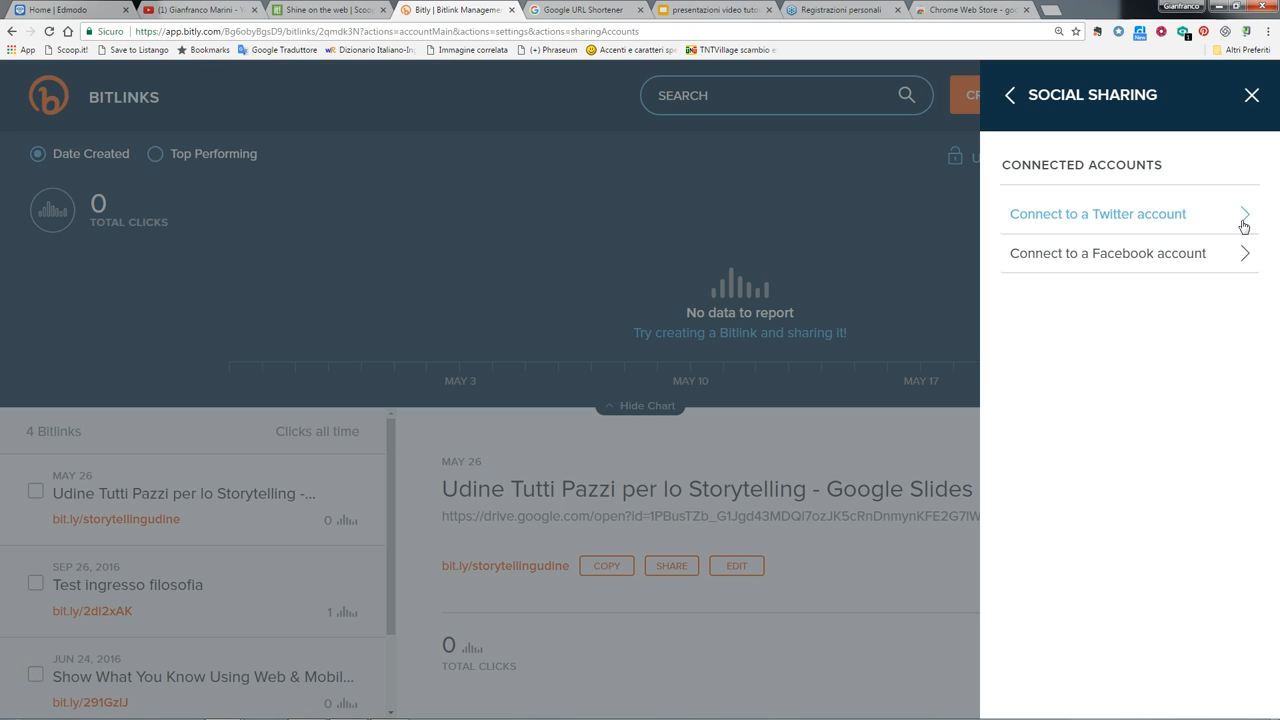 Home | Edmodo
(1) Gianfranco Marini - Y
Shine on the web | Scoo
Bitly | Bitlink Manageme
Google URL Shortener
presentazioni video tuto
Registrazioni personali
Chrome Web Store - goo
Gianfranco
Sicuro
https://app.bitly.com/Bg6obyBgsD9/bitlinks/2qmdk3N?actions=accountMain&actions=settings&actions=sharingAccounts
App
Scoop.it!
Save to Listango
Bookmarks
Google Traduttore
Dizionario Italiano-In
Immagine correlata
(+) Phraseum
Accenti e caratteri spe
TNTVillage scambio e
Altri Preferiti
BITLINKS
SEARCH
CR
SOCIAL SHARING
Date Created
Top Performing
U
CONNECTED ACCOUNTS
0
TOTAL CLICKS
Connect to a Twitter account
Connect to a Facebook account
No data to report
Try creating a Bitlink and sharing it!
MAY 3
MAY 10
MAY 17
Hide Chart
4 Bitlinks
Clicks all time
MAY 26
Udine Tutti Pazzi per lo Storytelling -...
bit.ly/storytellingudine
0
SEP 26, 2016
Test ingresso filosofia
bit.ly/2dl2xAK
1
JUN 24, 2016
Show What You Know Using Web & Mobil...
bit.ly/291GzlJ
0
MAY 26
Udine Tutti Pazzi per lo Storytelling - Google Slides
https://drive.google.com/open?id=1PBusTZb_G1Jgd43MDQl7ozJK5cRnDnmynKFE2G7lW
bit.ly/storytellingudine
COPY
SHARE
EDIT
0
TOTAL CLICKS